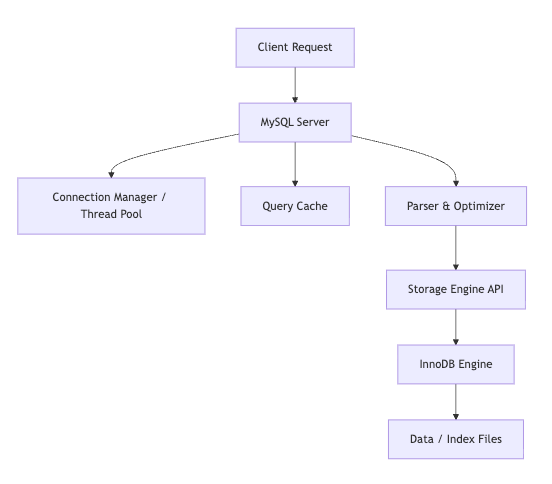 Client Request
MySQL Server
Connection Manager /
Thread Pool
Query Cache
Parser & Optimizer
Storage Engine API
InnoDB Engine
Data / Index Files